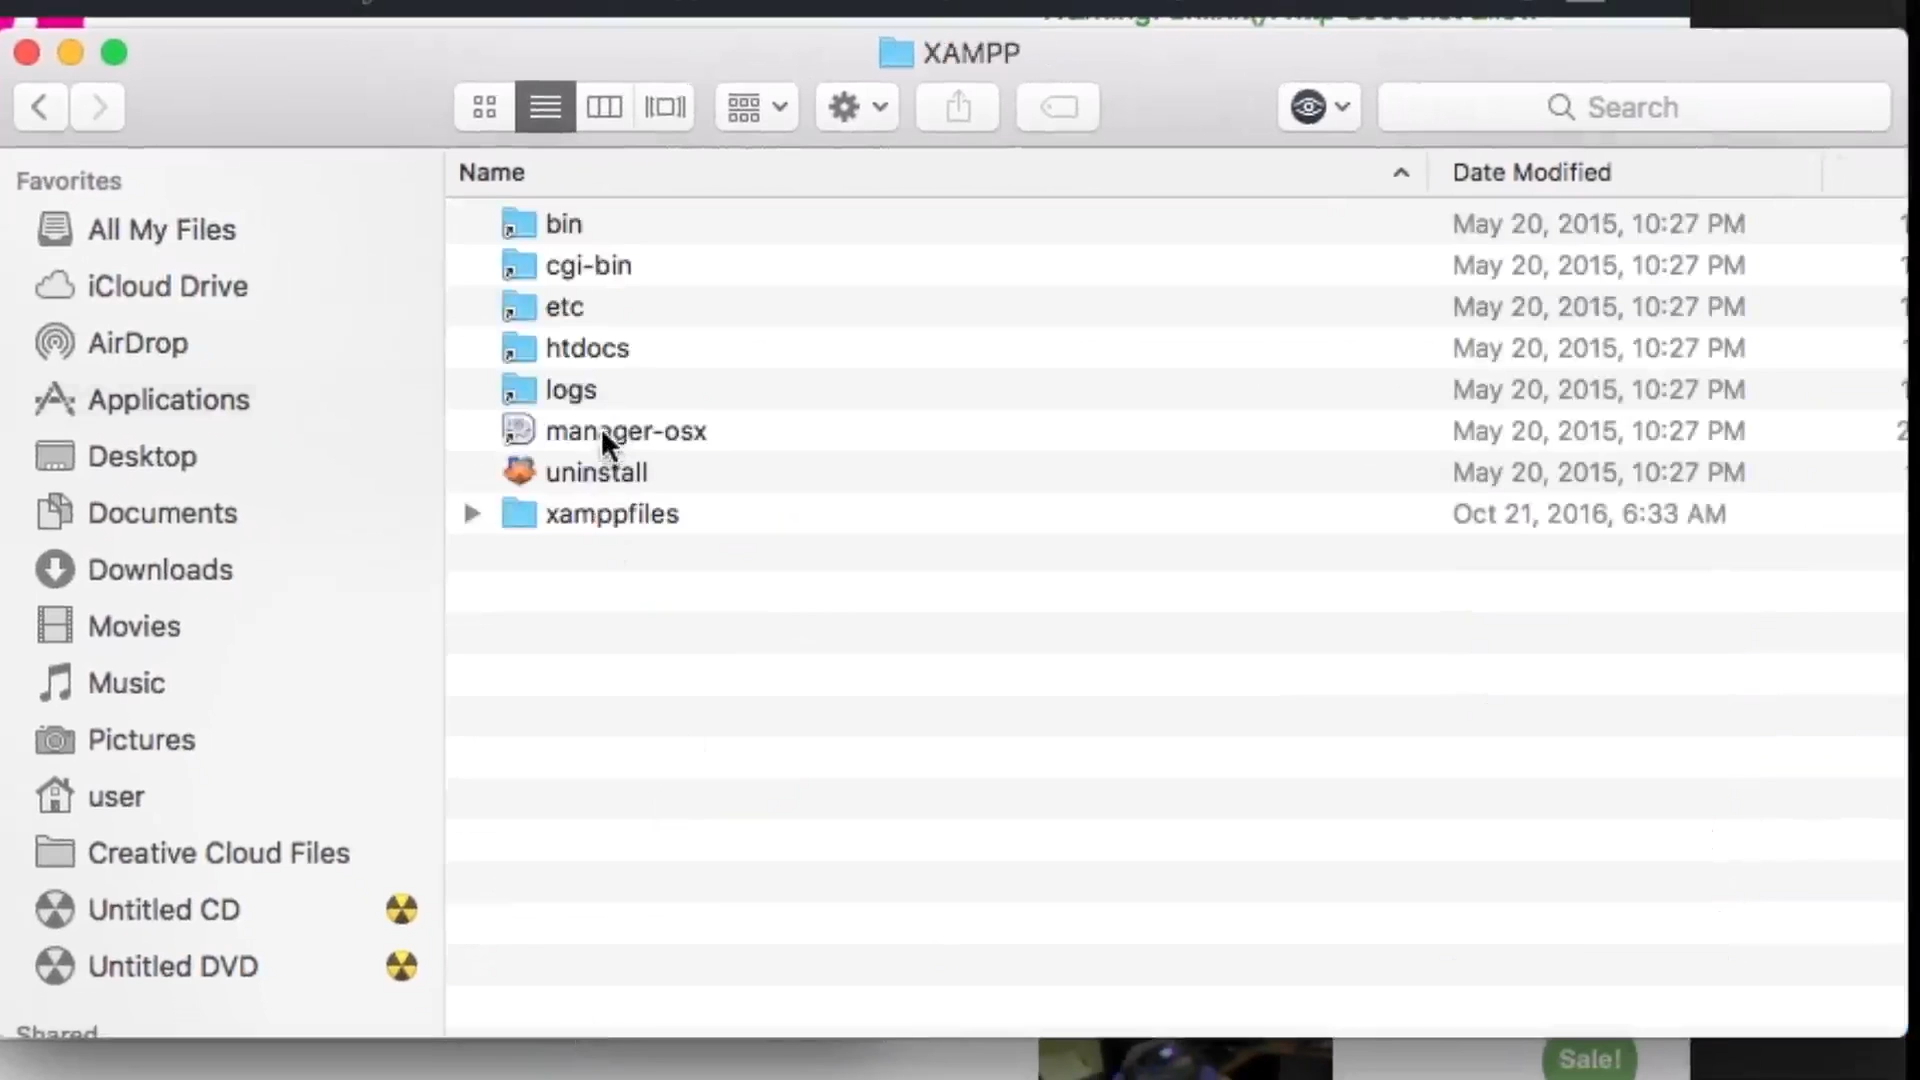 XAMPP
Search
Name
Date Modified
Favorites
All My Files
iCloud Drive
AirDrop
Applications
Desktop
Documents
Downloads
Movies
Music
Pictures
user
Creative Cloud Files
Untitled CD
Untitled DVD
Shared
bin May 20, 2015, 10:27 PM
cgi-bin May 20, 2015, 10:27 PM
etc May 20, 2015, 10:27 PM
htdocs May 20, 2015, 10:27 PM
logs May 20, 2015, 10:27 PM
manager-osx May 20, 2015, 10:27 PM
uninstall May 20, 2015, 10:27 PM
xamppfiles Oct 21, 2016, 6:33 AM
Sale!